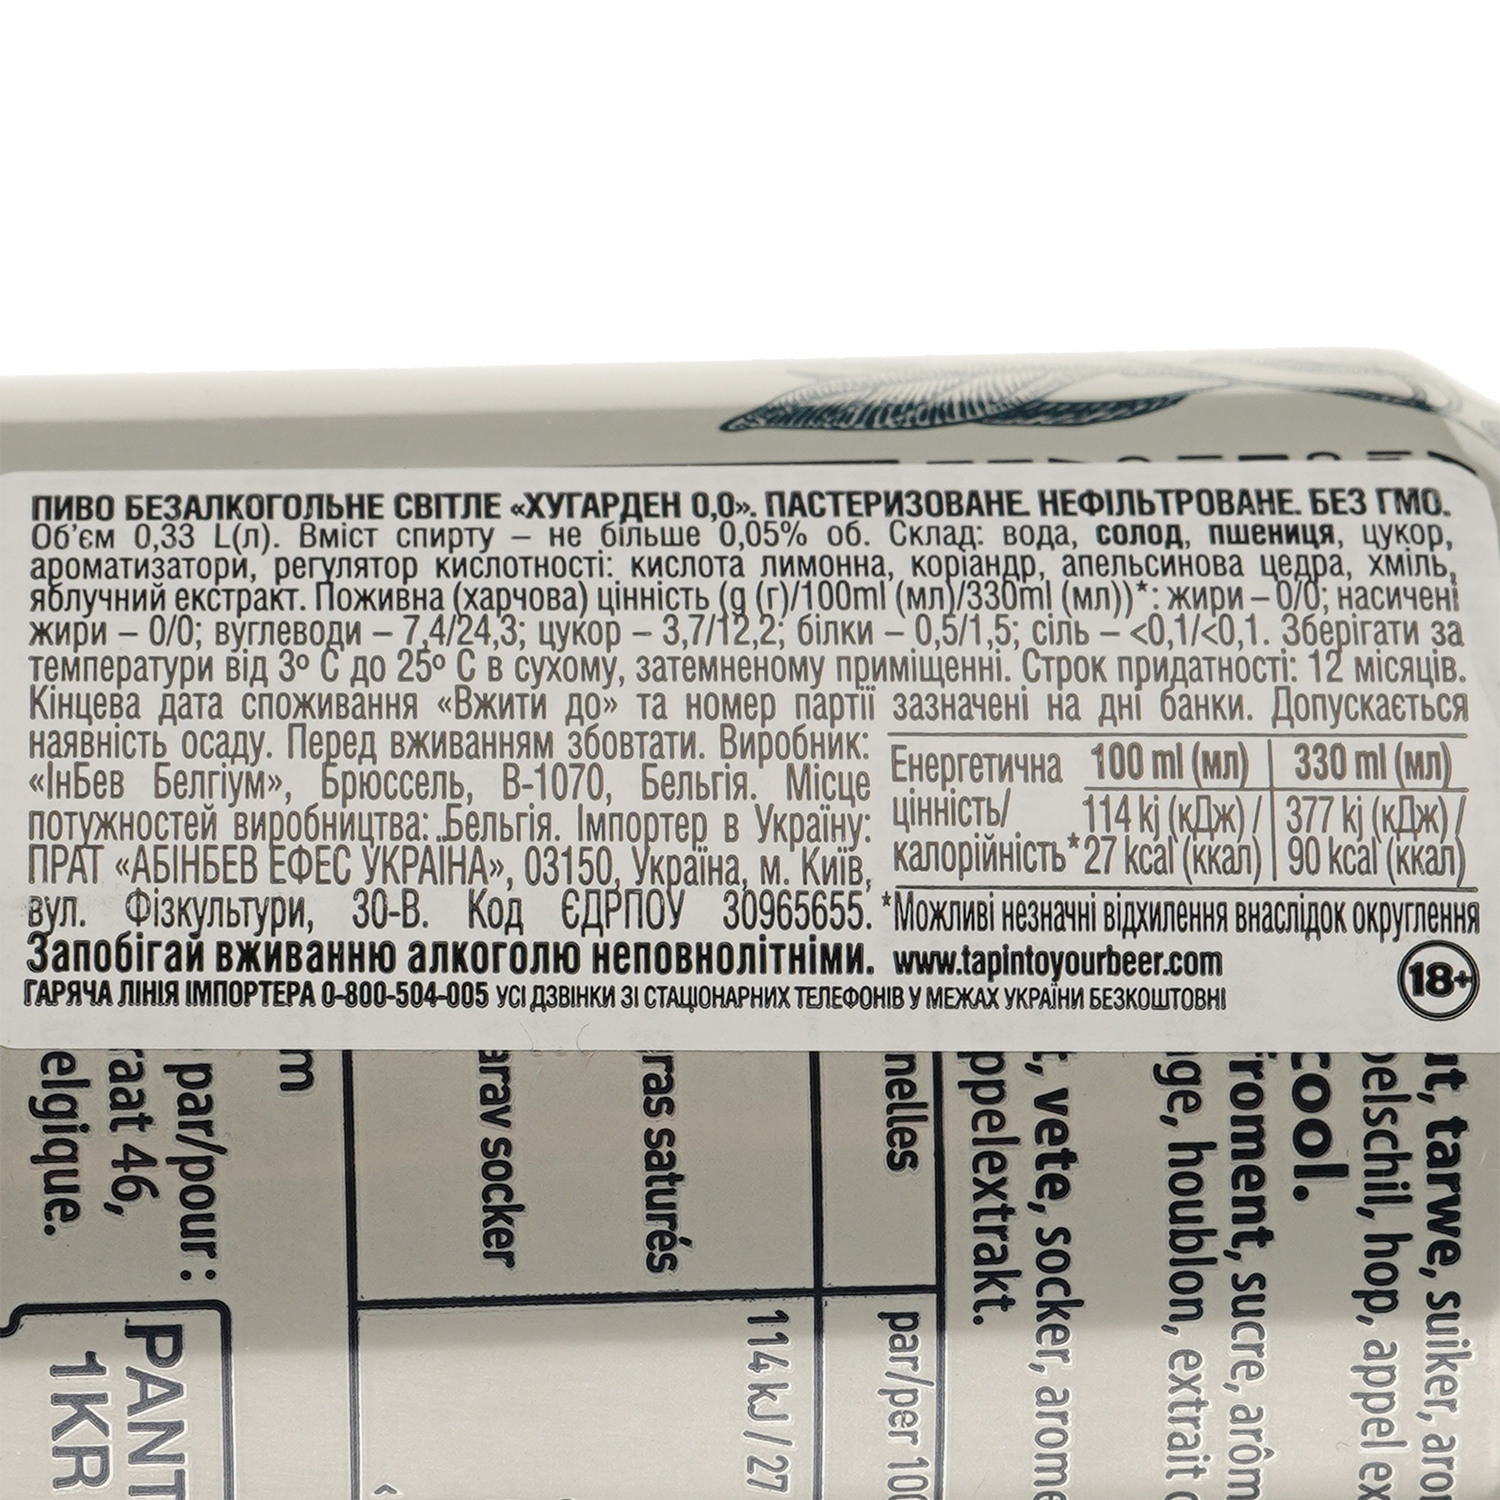 ПИВО БЕЗАЛКОГОЛЬНЕ СВІТЛЕ «ХУГАРДЕН 0,0». ПАСТЕРИЗОВАНЕ. НЕФІЛЬТРОВАНЕ. БЕЗ ГМО.
Об'єм 0,33 L(л). Вміст спирту – не більше 0,05% об. Склад: вода, солод, пшениця, цукор,
ароматизатори, регулятор кислотності: кислота лимонна, коріандр, апельсинова цедра, хміль,
яблучний екстракт. Поживна (харчова) цінність (g (г)/100ml (мл)/330ml (мл))*: жири – 0/0; насичені
жири – 0/0; вуглеводи – 7,4/24,3; цукор – 3,7/12,2; білки – 0,5/1,5; сіль – <0,1/<0,1. Зберігати за
температури від 3º С до 25º С в сухому, затемненому приміщенні. Строк придатності: 12 місяців.
Кінцева дата споживання «Вжити до» та номер партії зазначені на дні банки. Допускається
наявність осаду. Перед вживанням збовтати. Виробник:
«ІнБев Белгіум», Брюссель, В-1070, Бельгія. Місце
потужностей виробництва: Бельгія. Імпортер в Україну:
ПРАТ «АБІНБЕВ ЕФЕС УКРАЇНА», 03150, Україна, м. Київ,
вул. Фізкультури, 30-В. Код ЄДРПОУ 30965655.
Енергетична 100 ml (мл) 330 ml (мл)
цінність/ 114 kj (кДж) / 377 kj (кДж) /
калорійність* 27 kcal (ккал) 90 kcal (ккал)
*Можливі незначні відхилення внаслідок округлення
Запобігай вживанню алкоголю неповнолітніми. www.tapintoyourbeer.com
ГАРЯЧА ЛІНІЯ ІМПОРТЕРА 0-800-504-005 УСІ ДЗВІНКИ ЗІ СТАЦІОНАРНИХ ТЕЛЕФОНІВ У МЕЖАХ УКРАЇНИ БЕЗКОШТОВНІ
18+
, tarwe, suiker,
hop, appel
cool.
froment, sucre,
houblon, extrait
, vete, socker, arome
ppelextrakt.
nelles par/per 100
114 kJ / 27
ras saturés
arav socker
par/pour :
raat 46,
elgique.
PANT
1KR